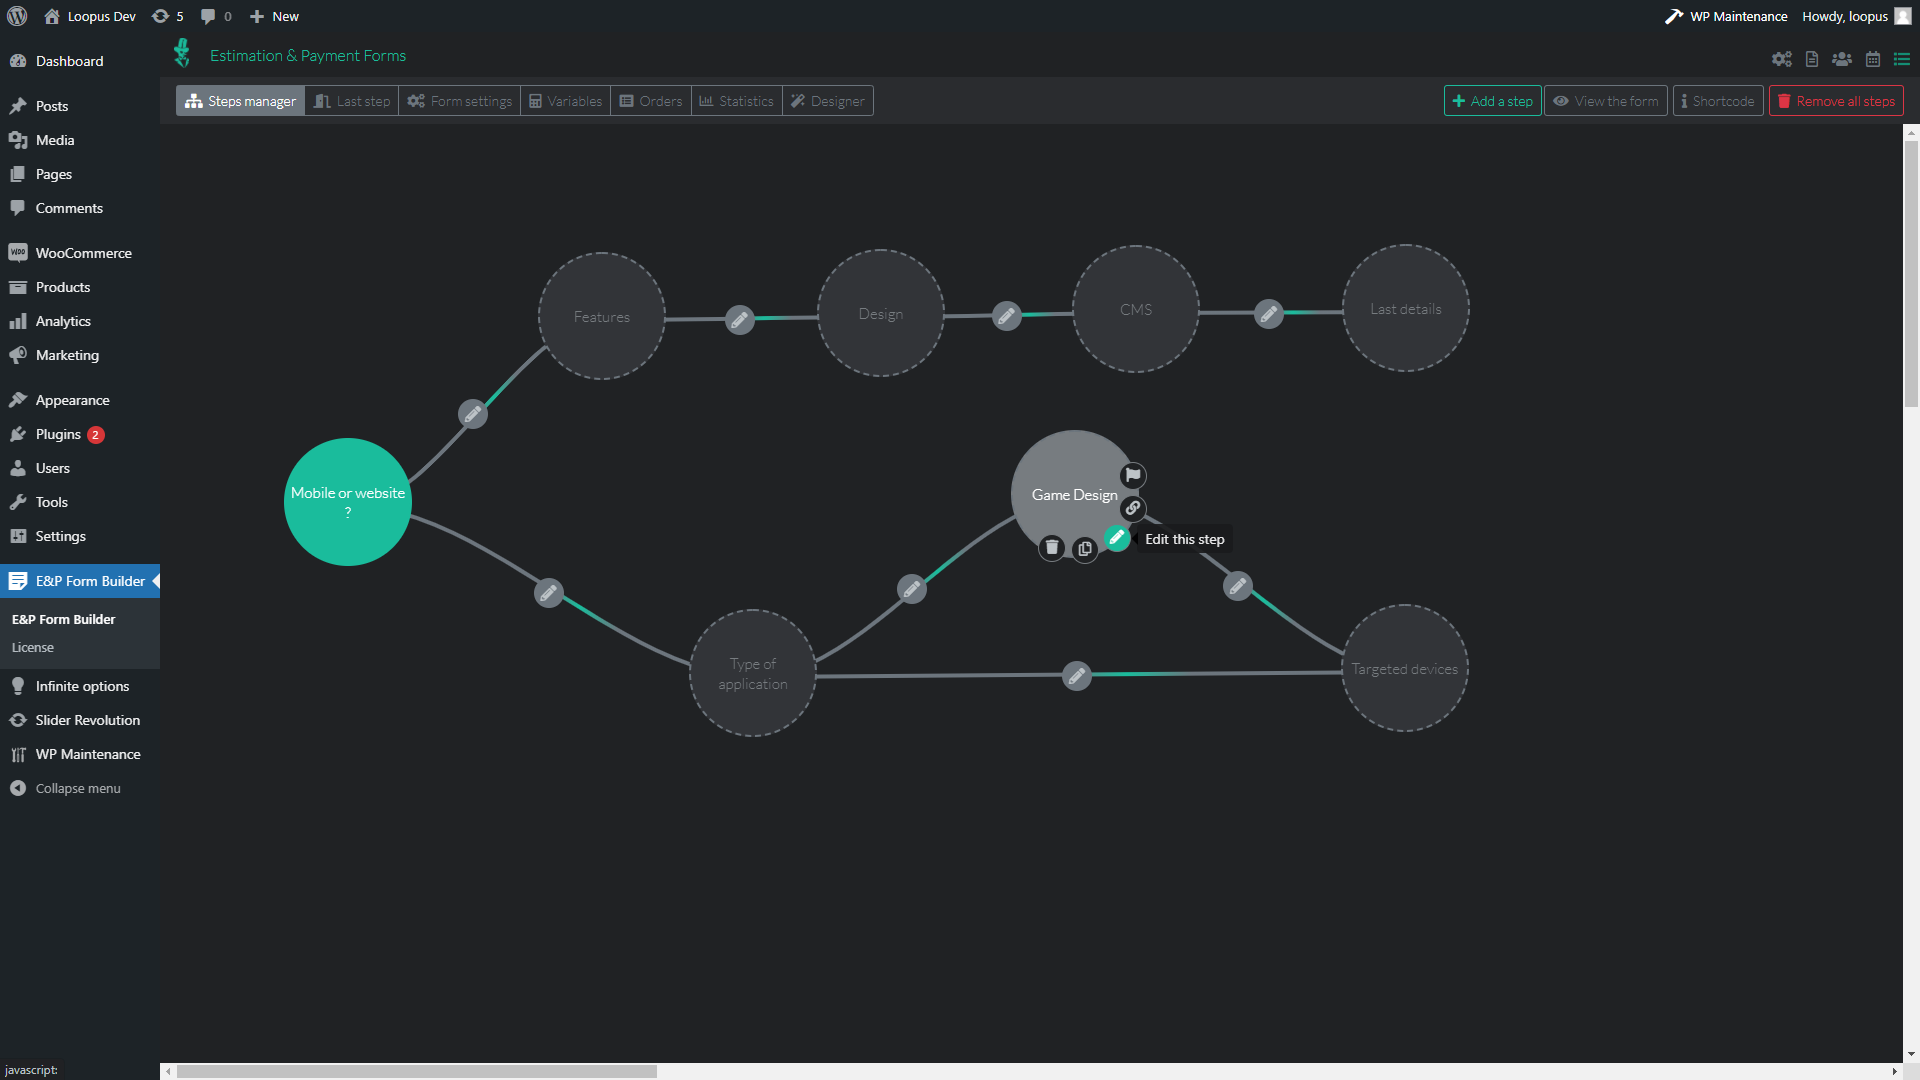 Loopus Dev
5
0
New
WP Maintenance
Howdy, loopus
Dashboard
Posts
Media
Pages
Comments
WOO
WooCommerce
Products
Analytics
Marketing
Appearance
Plugins 2
Users
Tools
Settings
E&P Form Builder
E&P Form Builder
License
Infinite options
Slider Revolution
WP Maintenance
Collapse menu
Estimation & Payment Forms
Steps manager
Last step
Form settings
Variables
Orders
Statistics
Designer
Add a step
View the form
Shortcode
Remove all steps
Features
Design
CMS
Last details
Mobile or website
?
Game Design
Edit this step
Type of
application
Targeted devices
javascript: